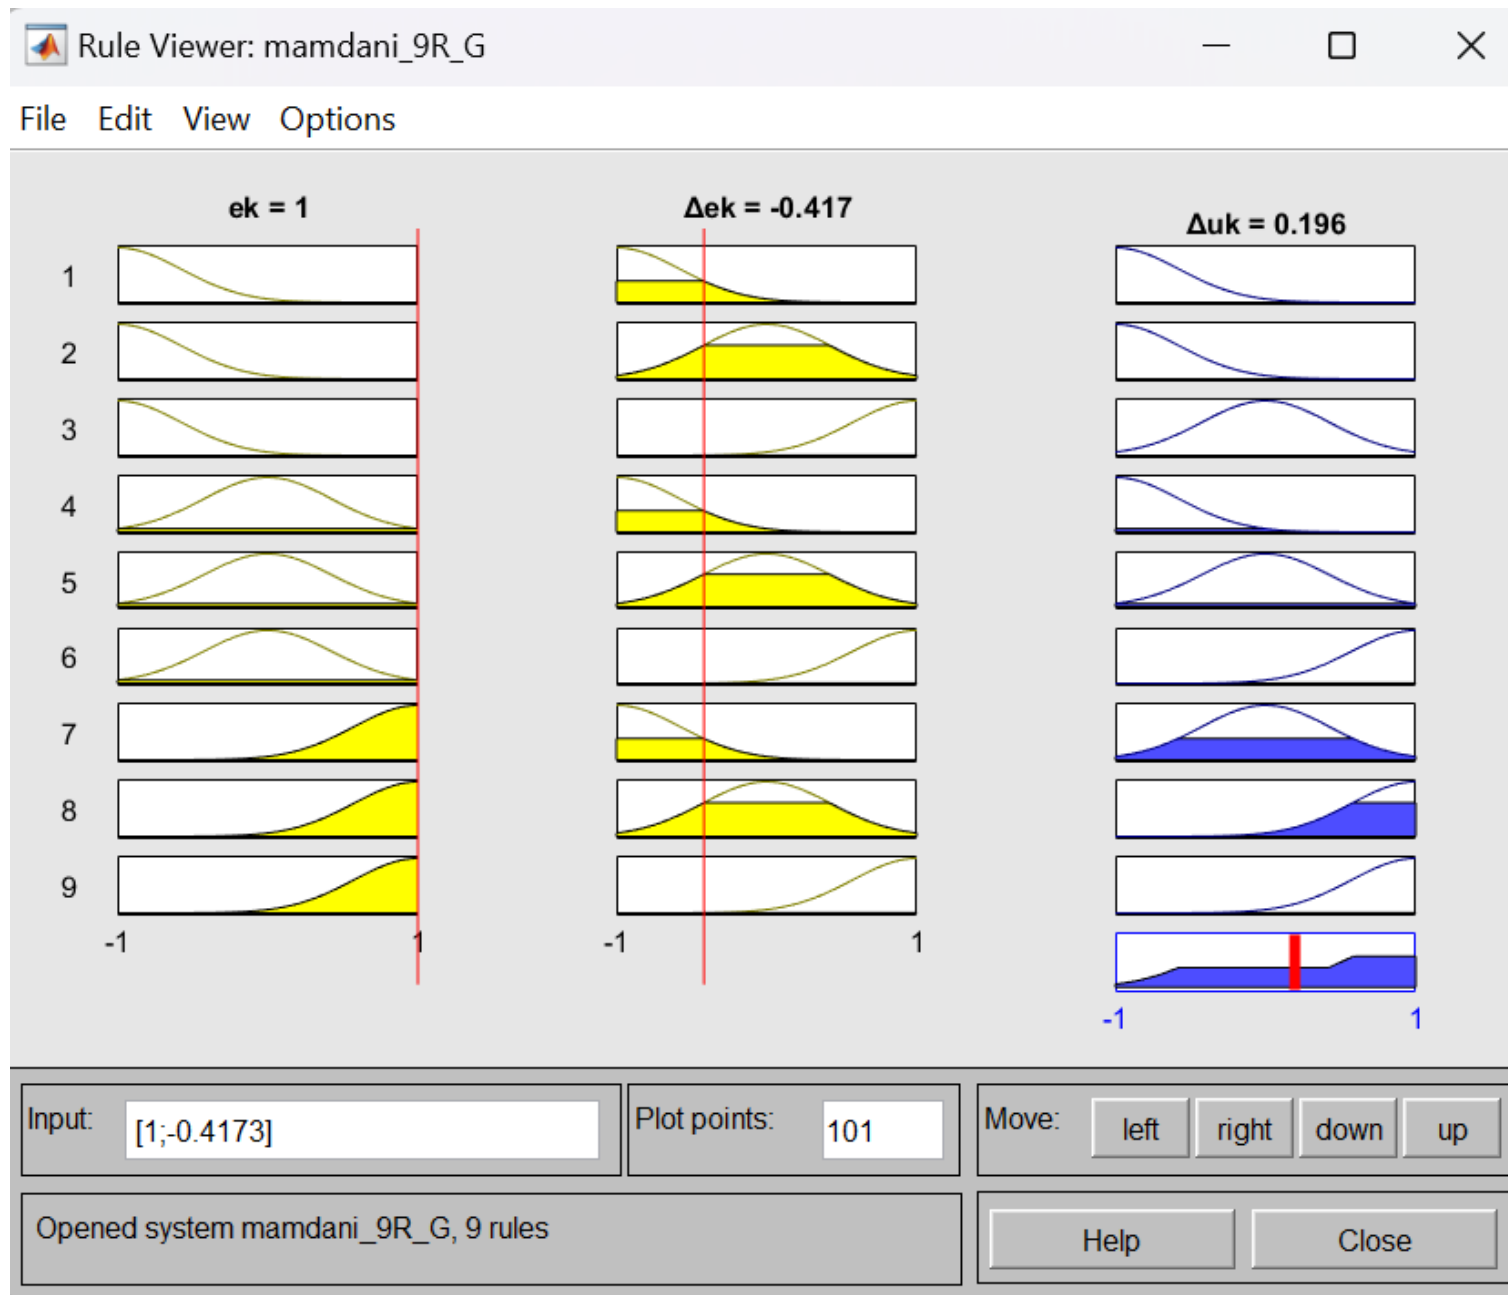 Rule Viewer: mamdani_9R_G
File Edit View Options
ek = 1
Δek = -0.417
Δuk = 0.196
1
2
3
4
5
6
7
8
9
-1 1
-1 1
-1 1
Input: [1;-0.4173]
Plot points: 101
Move: left right down up
Opened system mamdani_9R_G, 9 rules
Help Close